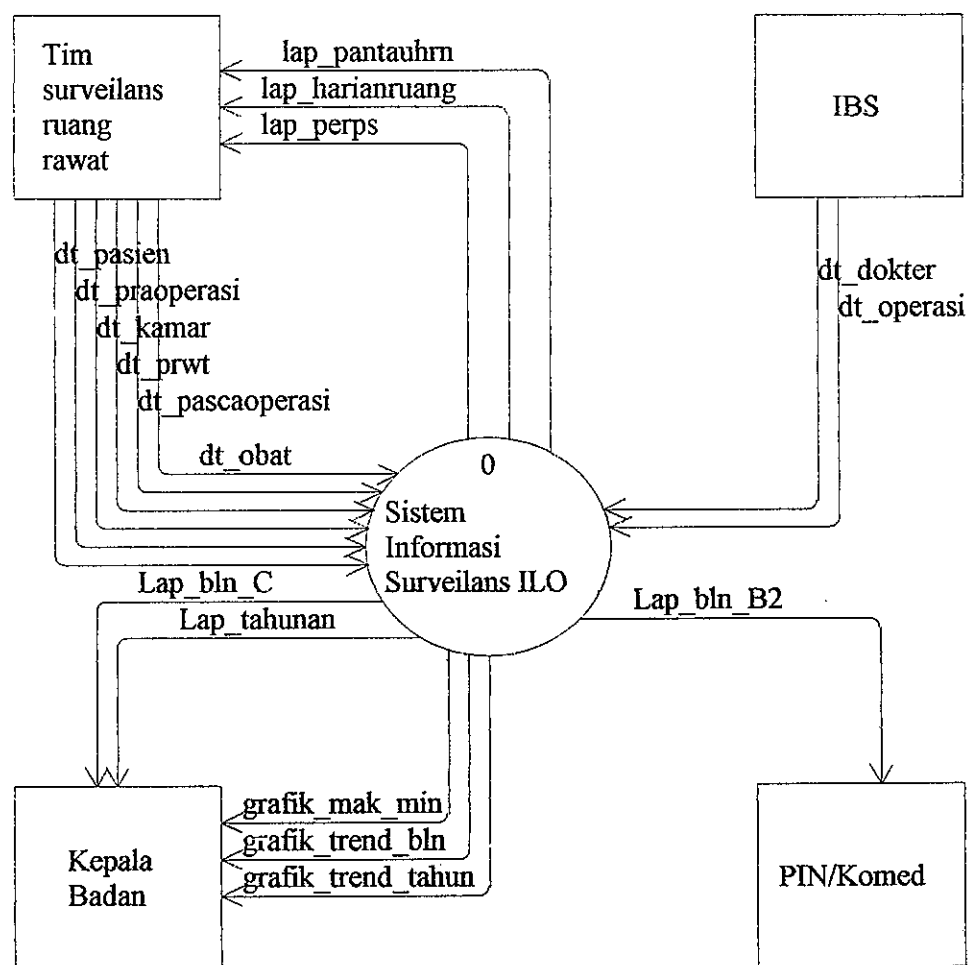 Tim
surveilans
ruang
rawat
lap_pantauhrn
lap_harianruang
lap_perps
IBS
dt_pasien
dt_praoperasi
dt_kamar
dt_prwt
dt_pascaoperasi
dt_obat
dt_dokter
dt_operasi
0
Sistem
Informasi
Surveilans ILO
Lap_bln_C
Lap_tahunan
Lap_bln_B2
grafik_mak_min
grafik_trend_bln
grafik_trend_tahun
Kepala
Badan
PIN/Komed